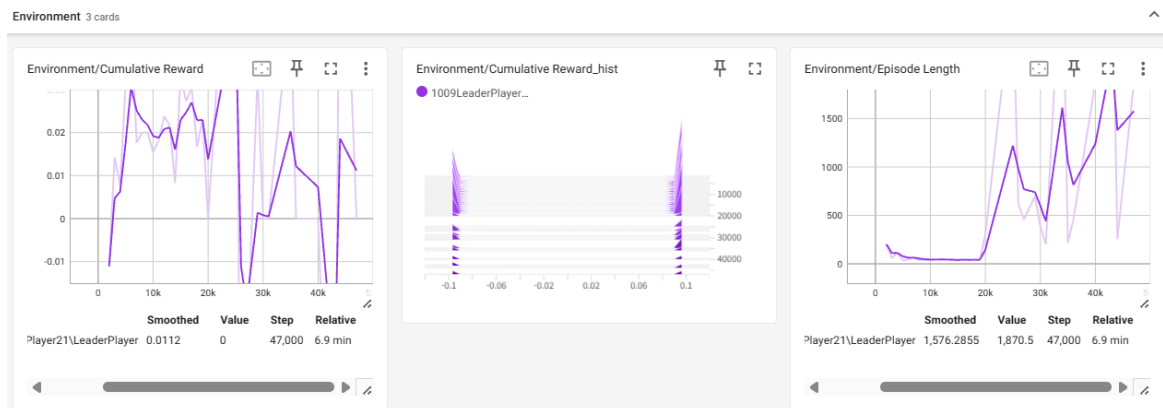 Environment 3 cards
Environment/Cumulative Reward
0.02
0.01
0
-0.01
0 10k 20k 30k 40k
Smoothed Value Step Relative
Player21\LeaderPlayer 0.0112 0 47,000 6.9 min
Environment/Cumulative Reward_hist
1009LeaderPlayer...
10000
20000
30000
40000
-0.1 -0.06 -0.02 0.02 0.06 0.1
Environment/Episode Length
1500
1000
500
0
0 10k 20k 30k 40k
Smoothed Value Step Relative
Player21\LeaderPlayer 1,576.2855 1,870.5 47,000 6.9 min